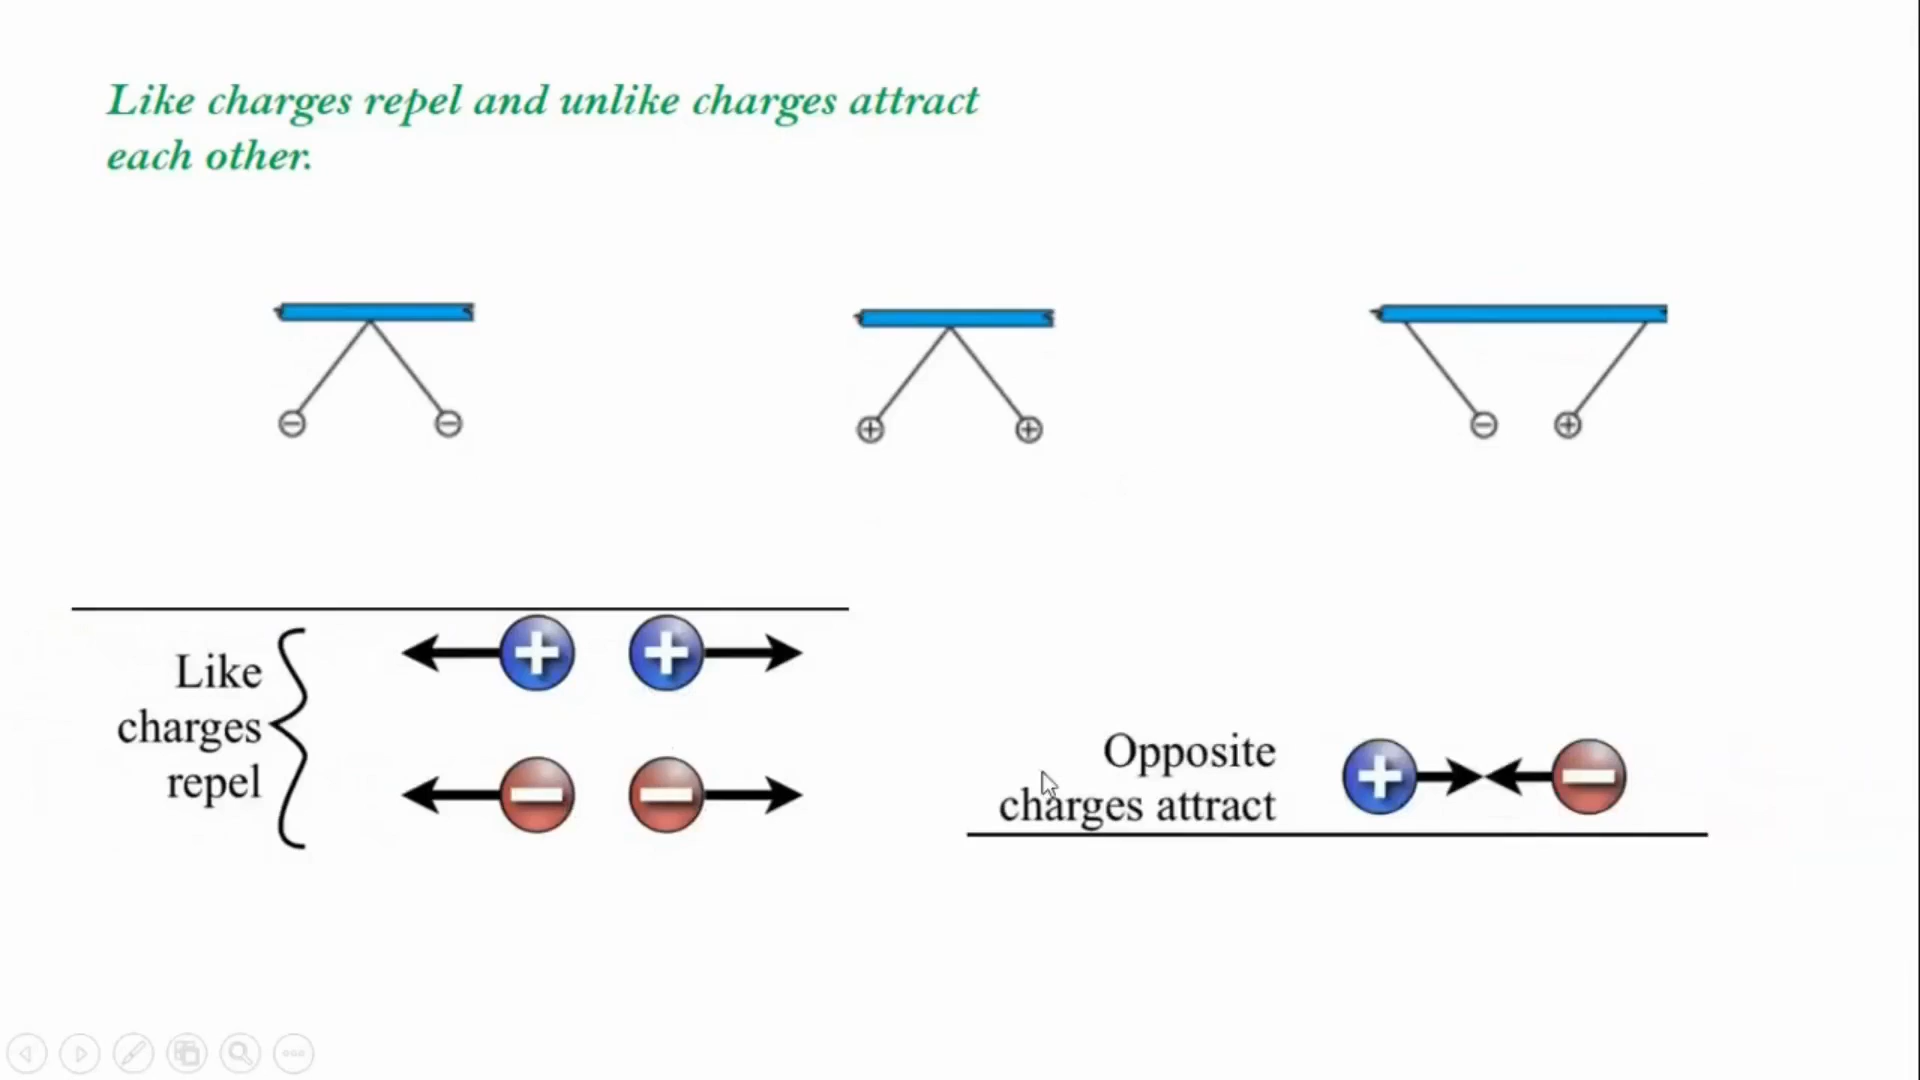 Like charges repel and unlike charges attract
each other.
Like
charges
repel
Opposite
charges attract